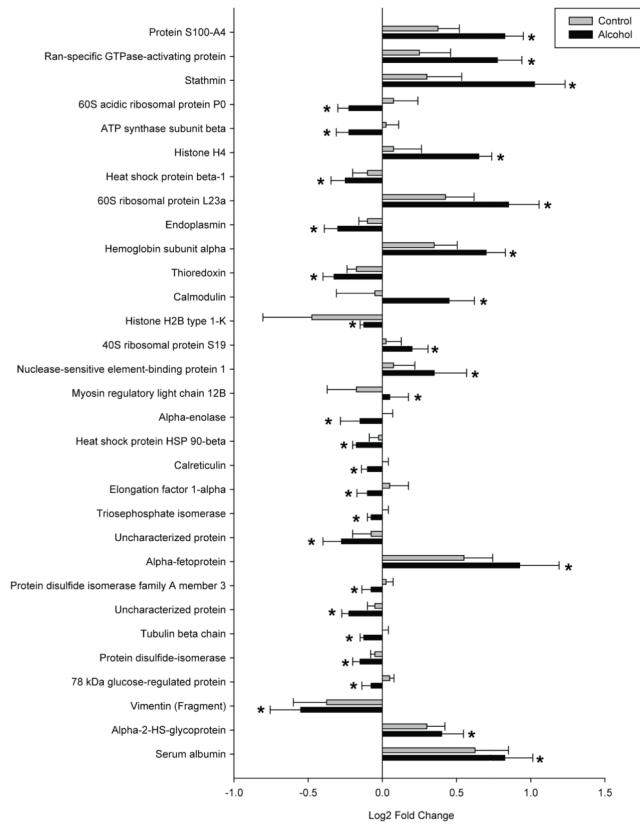 Control
Alcohol
Protein S100-A4
Ran-specific GTPase-activating protein
Stathmin
60S acidic ribosomal protein P0
ATP synthase subunit beta
Histone H4
Heat shock protein beta-1
60S ribosomal protein L23a
Endoplasmin
Hemoglobin subunit alpha
Thioredoxin
Calmodulin
Histone H2B type 1-K
40S ribosomal protein S19
Nuclease-sensitive element-binding protein 1
Myosin regulatory light chain 12B
Alpha-enolase
Heat shock protein HSP 90-beta
Calreticulin
Elongation factor 1-alpha
Triosephosphate isomerase
Uncharacterized protein
Alpha-fetoprotein
Protein disulfide isomerase family A member 3
Uncharacterized protein
Tubulin beta chain
Protein disulfide-isomerase
78 kDa glucose-regulated protein
Vimentin (Fragment)
Alpha-2-HS-glycoprotein
Serum albumin
-1.0 -0.5 0.0 0.5 1.0 1.5
Log2 Fold Change